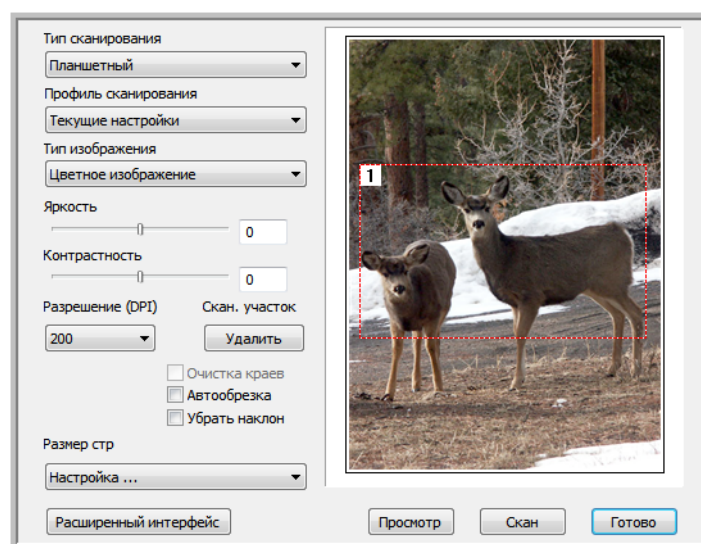 Тип сканирования
Планшетный
Профиль сканирования
Текущие настройки
Тип изображения
Цветное изображение
Яркость
0
Контрастность
0
Разрешение (DPI) Скан. участок
200 Удалить
Очистка краев
Автообрезка
Убрать наклон
Размер стр
Настройка ...
Расширенный интерфейс
1
Просмотр Скан Готово